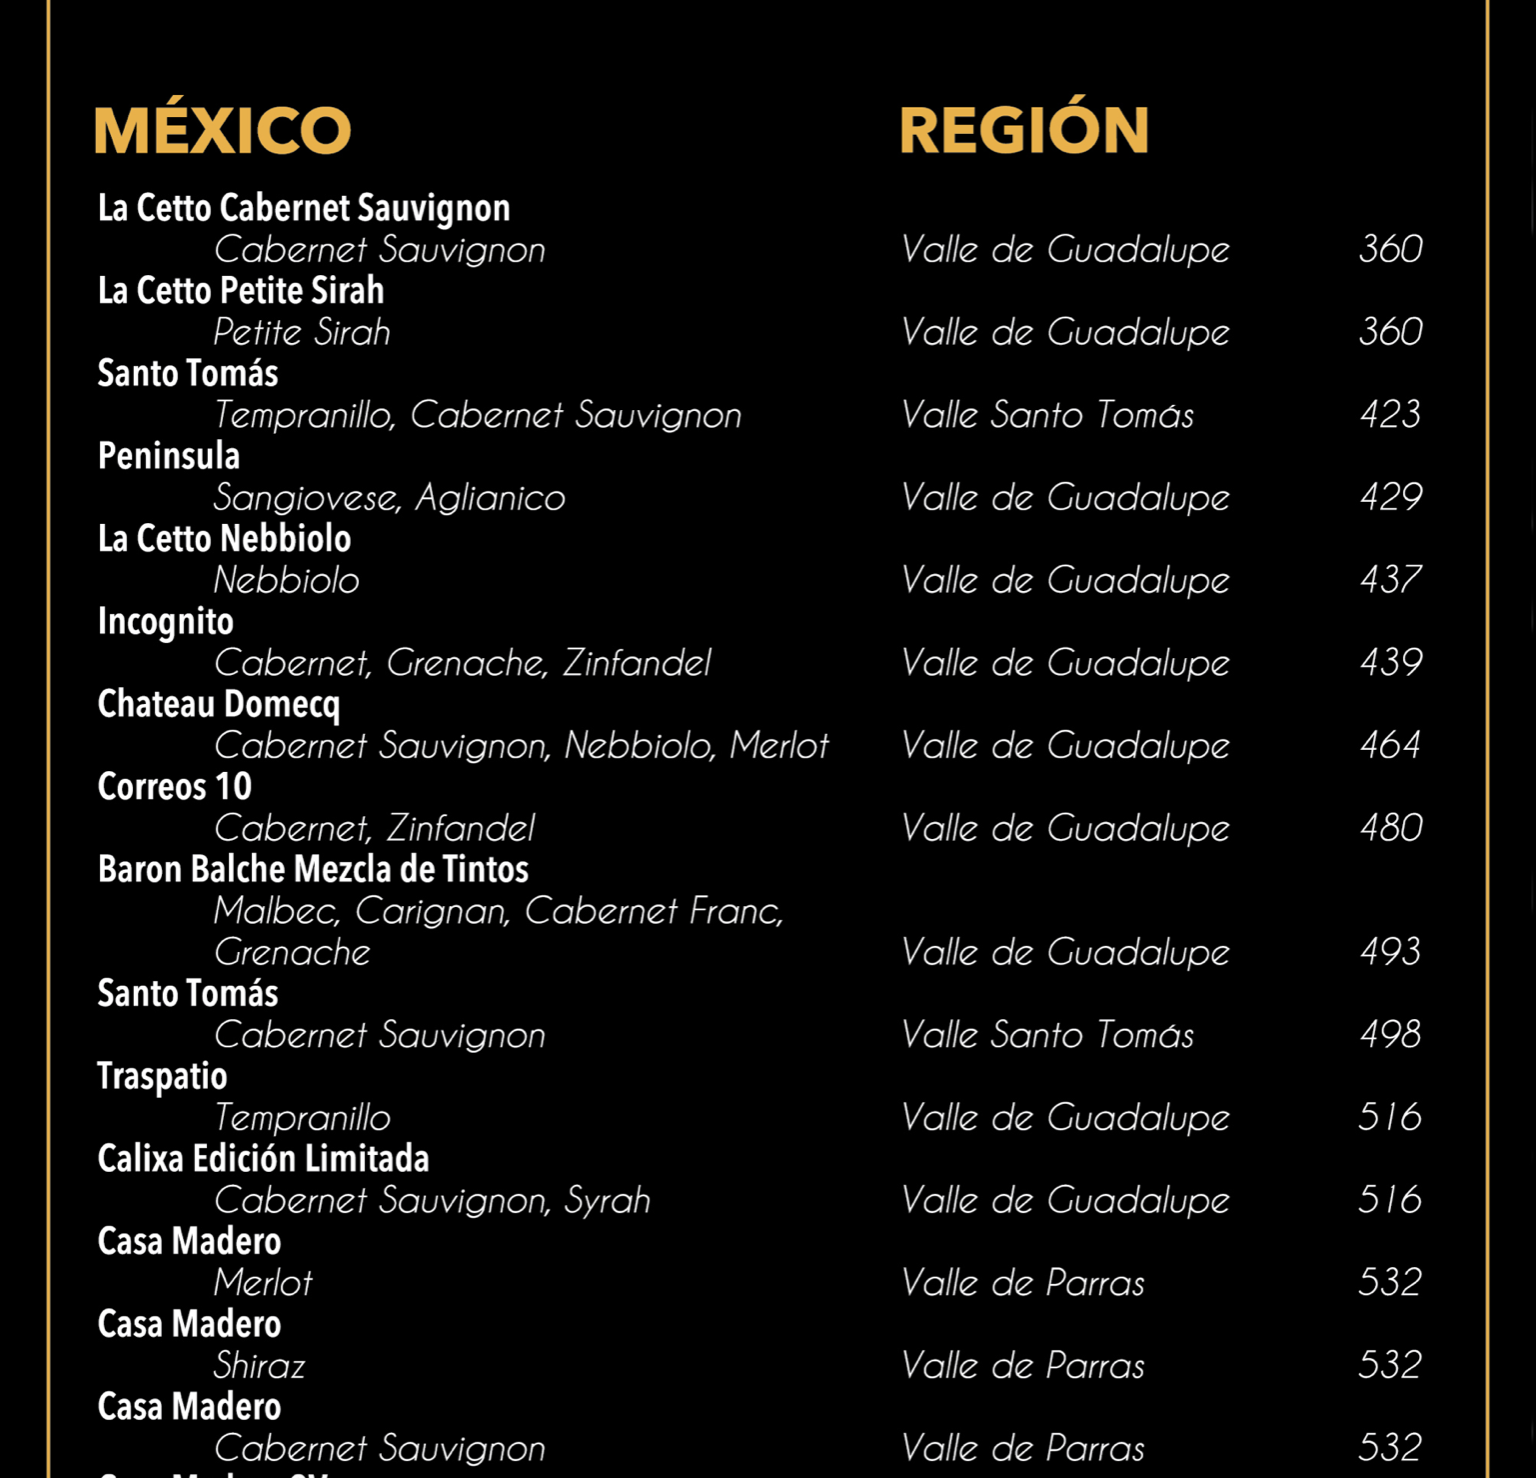 MÉXICO REGIÓN
La Cetto Cabernet Sauvignon
Cabernet Sauvignon Valle de Guadalupe 360
La Cetto Petite Sirah
Petite Sirah Valle de Guadalupe 360
Santo Tomás
Tempranillo, Cabernet Sauvignon Valle Santo Tomás 423
Peninsula
Sangiovese, Aglianico Valle de Guadalupe 429
La Cetto Nebbiolo
Nebbiolo Valle de Guadalupe 437
Incognito
Cabernet, Grenache, Zinfandel Valle de Guadalupe 439
Chateau Domecq
Cabernet Sauvignon, Nebbiolo, Merlot Valle de Guadalupe 464
Correos 10
Cabernet, Zinfandel Valle de Guadalupe 480
Baron Balche Mezcla de Tintos
Malbec, Carignan, Cabernet Franc,
Grenache Valle de Guadalupe 493
Santo Tomás
Cabernet Sauvignon Valle Santo Tomás 498
Traspatio
Tempranillo Valle de Guadalupe 516
Calixa Edición Limitada
Cabernet Sauvignon, Syrah Valle de Guadalupe 516
Casa Madero
Merlot Valle de Parras 532
Casa Madero
Shiraz Valle de Parras 532
Casa Madero
Cabernet Sauvignon Valle de Parras 532